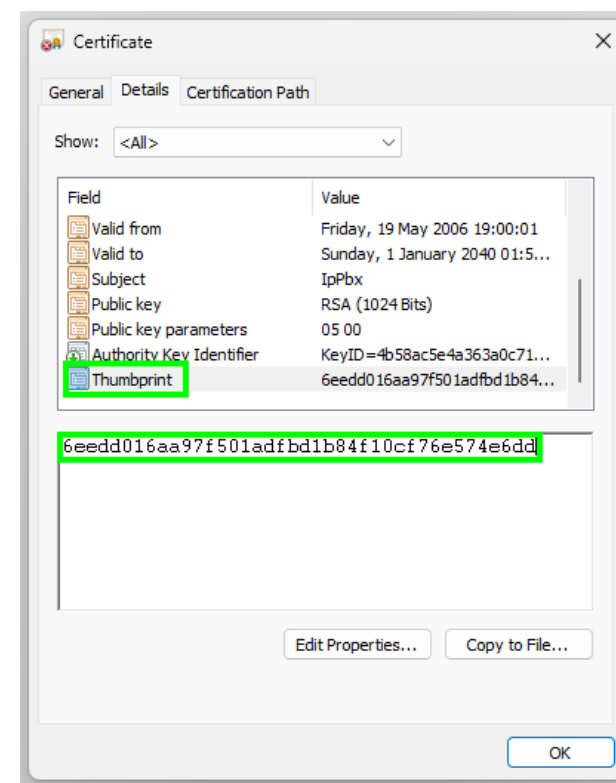 Certificate
General Details Certification Path
Show: <All>
Field Value
Valid from Friday, 19 May 2006 19:00:01
Valid to Sunday, 1 January 2040 01:5...
Subject IpPbx
Public key RSA (1024 Bits)
Public key parameters 05 00
Authority Key Identifier KeyID=4b58ac5e4a363a0c71...
Thumbprint 6eedd016aa97f501adfbd1b84...
6eedd016aa97f501adfbd1b84f10cf76e574e6dd
Edit Properties... Copy to File...
OK